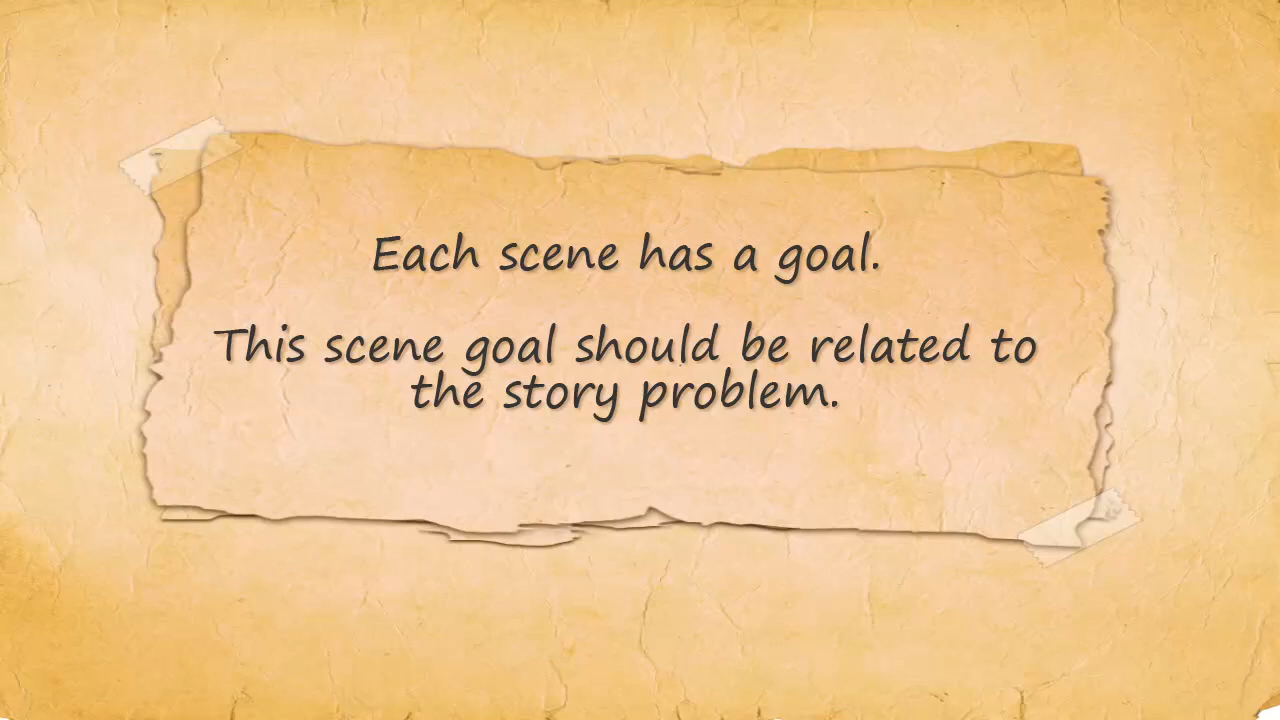 Each scene has a goal.
This scene goal should be related to
the story problem.